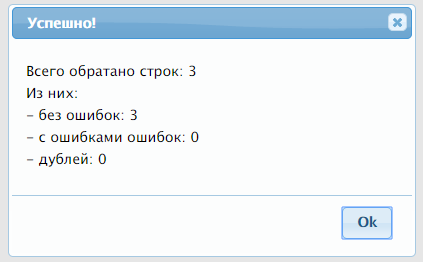 Успешно!
Всего обратано строк: 3
Из них:
- без ошибок: 3
- с ошибками ошибок: 0
- дублей: 0
Ok